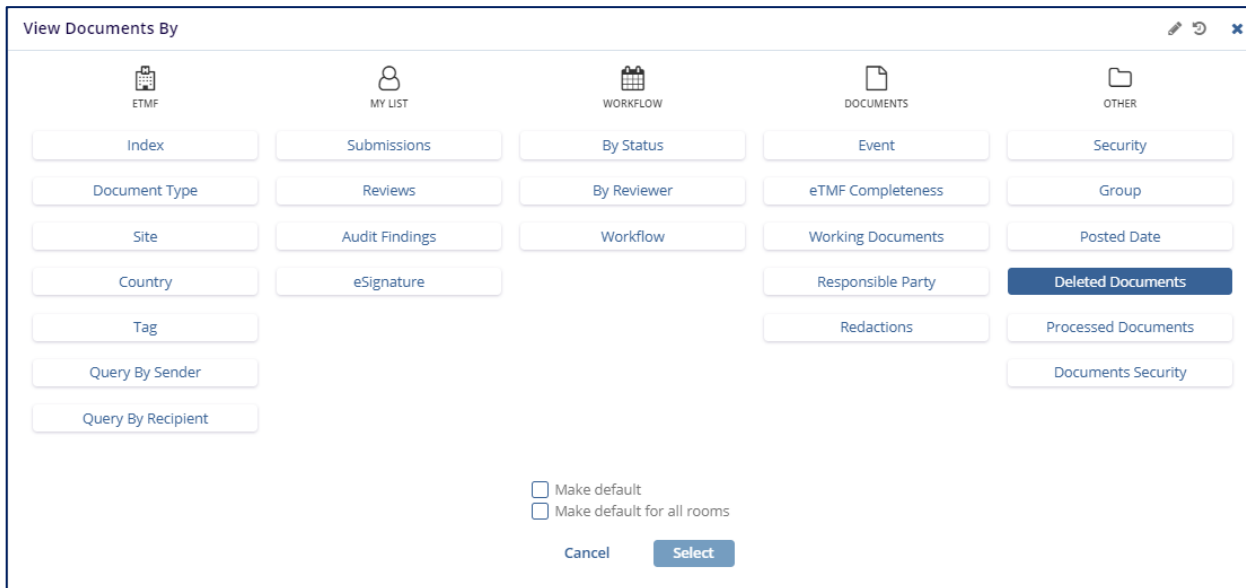 View Documents By
ETMF
MY LIST
WORKFLOW
DOCUMENTS
OTHER
Index
Submissions
By Status
Event
Security
Document Type
Reviews
By Reviewer
eTMF Completeness
Group
Site
Audit Findings
Workflow
Working Documents
Posted Date
Country
eSignature
Responsible Party
Deleted Documents
Tag
Redactions
Processed Documents
Query By Sender
Documents Security
Query By Recipient
Make default
Make default for all rooms
Cancel
Select